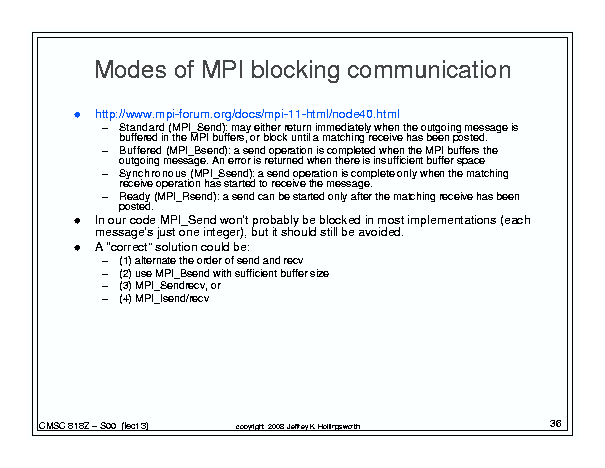 Modes of MPI blocking communication
● http://www.mpi-forum.org/docs/mpi-11-html/node40.html
– Standard (MPI_Send): may either return immediately when the outgoing message is
buffered in the MPI buffers, or block until a matching receive has been posted.
– Buffered (MPI_Bsend): a send operation is completed when the MPI buffers the
outgoing message. An error is returned when there is insufficient buffer space
– Synchronous (MPI_Ssend): a send operation is complete only when the matching
receive operation has started to receive the message.
– Ready (MPI_Rsend): a send can be started only after the matching receive has been
posted.
● In our code MPI_Send won't probably be blocked in most implementations (each
message's just one integer), but it should still be avoided.
● A "correct" solution could be:
– (1) alternate the order of send and recv
– (2) use MPI_Bsend with sufficient buffer size
– (3) MPI_Sendrecv, or
– (4) MPI_Isend/recv
CMSC 818Z – S00 (lect3)
copyright 2008 Jeffrey K Hollingsworth
36